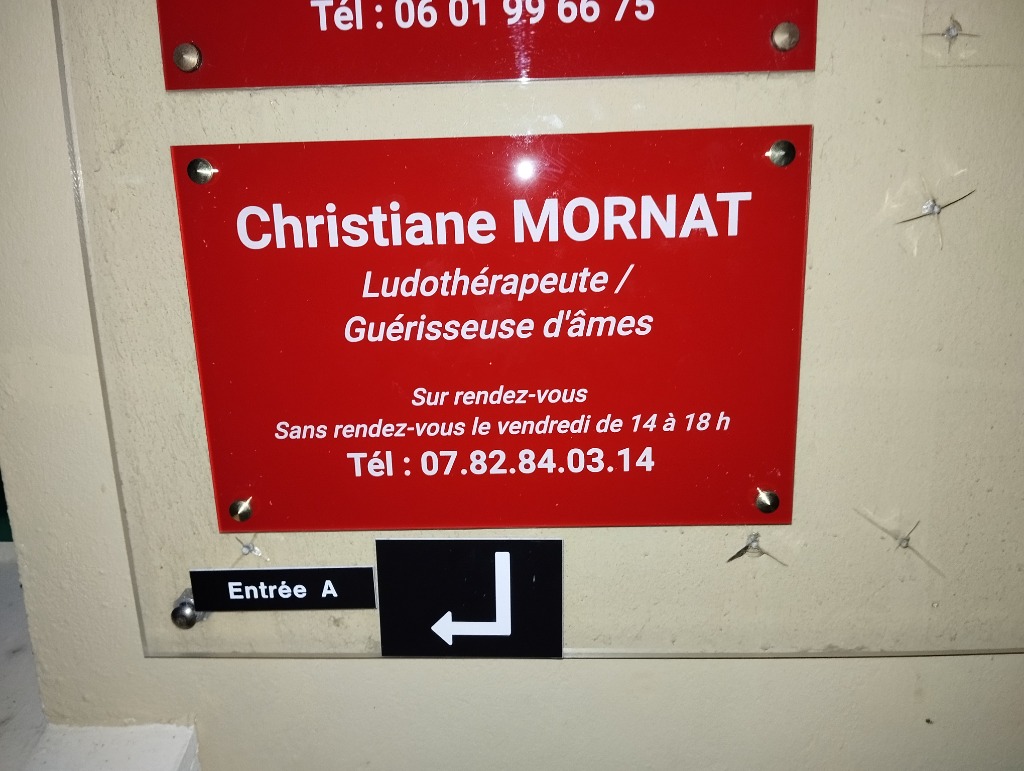 Tél : 06 01 99 66 75
Christiane MORNAT
Ludothérapeute /
Guérisseuse d'âmes
Sur rendez-vous
Sans rendez-vous le vendredi de 14 à 18 h
Tél : 07.82.84.03.14
Entrée A